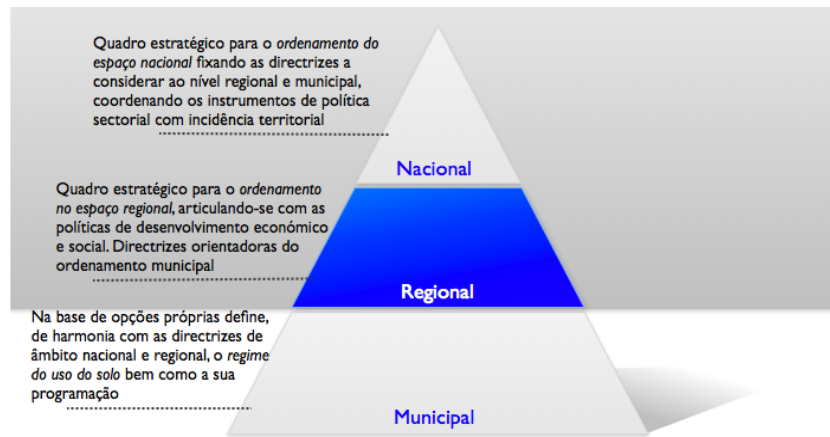 Quadro estratégico para o ordenamento do
espaço nacional fixando as directrizes a
considerar ao nível regional e municipal,
coordenando os instrumentos de política
sectorial com incidência territorial
Nacional
Quadro estratégico para o ordenamento
no espaço regional, articulando-se com as
políticas de desenvolvimento económico
e social. Directrizes orientadoras do
ordenamento municipal
Regional
Na base de opções próprias define,
de harmonia com as directrizes de
âmbito nacional e regional, o regime
do uso do solo bem como a sua
programação
Municipal